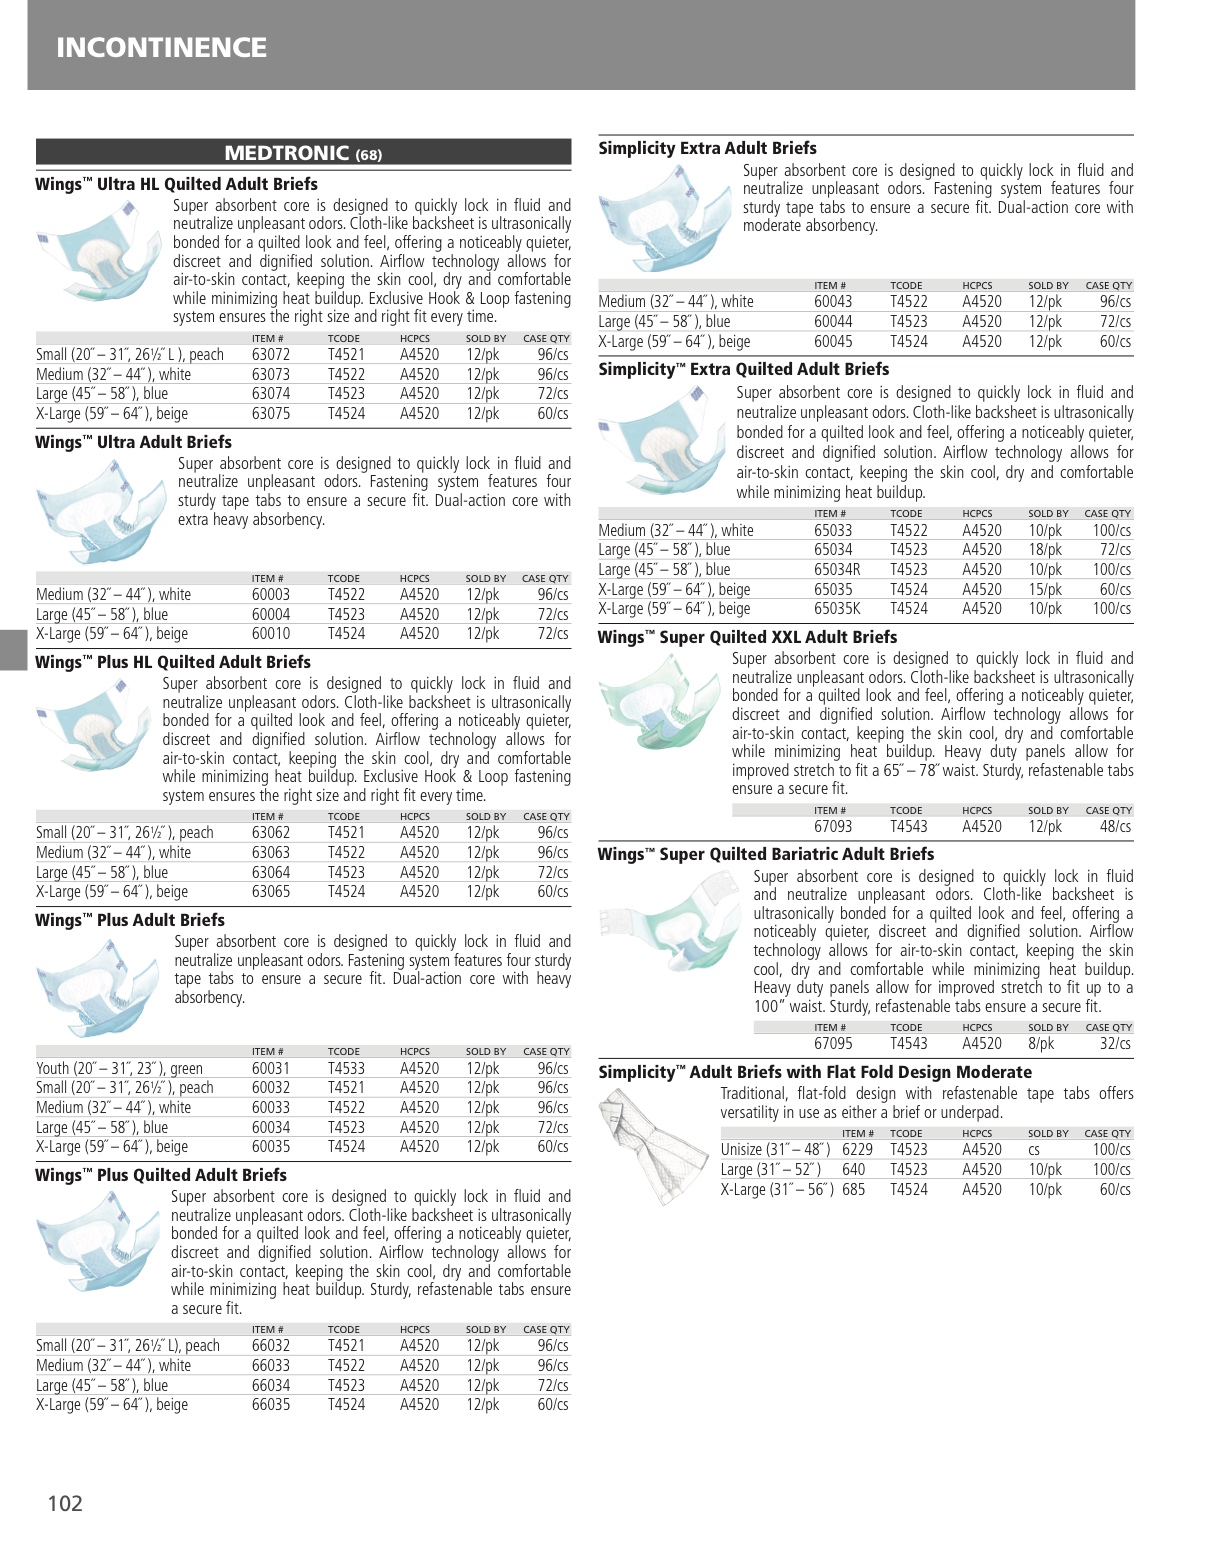 INCONTINENCE
MEDTRONIC (68)
Wings™ Ultra HL Quilted Adult Briefs
Super absorbent core is designed to quickly lock in fluid and
neutralize unpleasant odors. Cloth-like backsheet is ultrasonically
bonded for a quilted look and feel, offering a noticeably quieter,
discreet and dignified solution. Airflow technology allows for
air-to-skin contact, keeping the skin cool, dry and comfortable
while minimizing heat buildup. Exclusive Hook & Loop fastening
system ensures the right size and right fit every time.
ITEM # TCODE HCPCS SOLD BY CASE QTY
Small (20˝ – 31˝, 26½˝ L ), peach 63072 T4521 A4520 12/pk 96/cs
Medium (32˝ – 44˝ ), white 63073 T4522 A4520 12/pk 96/cs
Large (45˝ – 58˝ ), blue 63074 T4523 A4520 12/pk 72/cs
X-Large (59˝ – 64˝ ), beige 63075 T4524 A4520 12/pk 60/cs
Wings™ Ultra Adult Briefs
Super absorbent core is designed to quickly lock in fluid and
neutralize unpleasant odors. Fastening system features four
sturdy tape tabs to ensure a secure fit. Dual-action core with
extra heavy absorbency.
ITEM # TCODE HCPCS SOLD BY CASE QTY
Medium (32˝ – 44˝ ), white 60003 T4522 A4520 12/pk 96/cs
Large (45˝ – 58˝ ), blue 60004 T4523 A4520 12/pk 72/cs
X-Large (59˝ – 64˝ ), beige 60010 T4524 A4520 12/pk 72/cs
Wings™ Plus HL Quilted Adult Briefs
Super absorbent core is designed to quickly lock in fluid and
neutralize unpleasant odors. Cloth-like backsheet is ultrasonically
bonded for a quilted look and feel, offering a noticeably quieter,
discreet and dignified solution. Airflow technology allows for
air-to-skin contact, keeping the skin cool, dry and comfortable
while minimizing heat buildup. Exclusive Hook & Loop fastening
system ensures the right size and right fit every time.
ITEM # TCODE HCPCS SOLD BY CASE QTY
Small (20˝ – 31˝, 26½˝ ), peach 63062 T4521 A4520 12/pk 96/cs
Medium (32˝ – 44˝ ), white 63063 T4522 A4520 12/pk 96/cs
Large (45˝ – 58˝ ), blue 63064 T4523 A4520 12/pk 72/cs
X-Large (59˝ – 64˝ ), beige 63065 T4524 A4520 12/pk 60/cs
Wings™ Plus Adult Briefs
Super absorbent core is designed to quickly lock in fluid and
neutralize unpleasant odors. Fastening system features four sturdy
tape tabs to ensure a secure fit. Dual-action core with heavy
absorbency.
ITEM # TCODE HCPCS SOLD BY CASE QTY
Youth (20˝ – 31˝, 23˝ ), green 60031 T4533 A4520 12/pk 96/cs
Small (20˝ – 31˝, 26½˝ ), peach 60032 T4521 A4520 12/pk 96/cs
Medium (32˝ – 44˝ ), white 60033 T4522 A4520 12/pk 96/cs
Large (45˝ – 58˝ ), blue 60034 T4523 A4520 12/pk 72/cs
X-Large (59˝ – 64˝ ), beige 60035 T4524 A4520 12/pk 60/cs
Wings™ Plus Quilted Adult Briefs
Super absorbent core is designed to quickly lock in fluid and
neutralize unpleasant odors. Cloth-like backsheet is ultrasonically
bonded for a quilted look and feel, offering a noticeably quieter,
discreet and dignified solution. Airflow technology allows for
air-to-skin contact, keeping the skin cool, dry and comfortable
while minimizing heat buildup. Sturdy, refastenable tabs ensure
a secure fit.
ITEM # TCODE HCPCS SOLD BY CASE QTY
Small (20˝ – 31˝, 26½˝ L), peach 66032 T4521 A4520 12/pk 96/cs
Medium (32˝ – 44˝ ), white 66033 T4522 A4520 12/pk 96/cs
Large (45˝ – 58˝ ), blue 66034 T4523 A4520 12/pk 72/cs
X-Large (59˝ – 64˝ ), beige 66035 T4524 A4520 12/pk 60/cs
Simplicity Extra Adult Briefs
Super absorbent core is designed to quickly lock in fluid and
neutralize unpleasant odors. Fastening system features four
sturdy tape tabs to ensure a secure fit. Dual-action core with
moderate absorbency.
ITEM # TCODE HCPCS SOLD BY CASE QTY
Medium (32˝ – 44˝ ), white 60043 T4522 A4520 12/pk 96/cs
Large (45˝ – 58˝ ), blue 60044 T4523 A4520 12/pk 72/cs
X-Large (59˝ – 64˝ ), beige 60045 T4524 A4520 12/pk 60/cs
Simplicity™ Extra Quilted Adult Briefs
Super absorbent core is designed to quickly lock in fluid and
neutralize unpleasant odors. Cloth-like backsheet is ultrasonically
bonded for a quilted look and feel, offering a noticeably quieter,
discreet and dignified solution. Airflow technology allows for
air-to-skin contact, keeping the skin cool, dry and comfortable
while minimizing heat buildup.
ITEM # TCODE HCPCS SOLD BY CASE QTY
Medium (32˝ – 44˝ ), white 65033 T4522 A4520 10/pk 100/cs
Large (45˝ – 58˝ ), blue 65034 T4523 A4520 18/pk 72/cs
Large (45˝ – 58˝ ), blue 65034R T4523 A4520 10/pk 100/cs
X-Large (59˝ – 64˝ ), beige 65035 T4524 A4520 15/pk 60/cs
X-Large (59˝ – 64˝ ), beige 65035K T4524 A4520 10/pk 100/cs
Wings™ Super Quilted XXL Adult Briefs
Super absorbent core is designed to quickly lock in fluid and
neutralize unpleasant odors. Cloth-like backsheet is ultrasonically
bonded for a quilted look and feel, offering a noticeably quieter,
discreet and dignified solution. Airflow technology allows for
air-to-skin contact, keeping the skin cool, dry and comfortable
while minimizing heat buildup. Heavy duty panels allow for
improved stretch to fit a 65˝ – 78˝ waist. Sturdy, refastenable tabs
ensure a secure fit.
ITEM # TCODE HCPCS SOLD BY CASE QTY
67093 T4543 A4520 12/pk 48/cs
Wings™ Super Quilted Bariatric Adult Briefs
Super absorbent core is designed to quickly lock in fluid
and neutralize unpleasant odors. Cloth-like backsheet is
ultrasonically bonded for a quilted look and feel, offering a
noticeably quieter, discreet and dignified solution. Airflow
technology allows for air-to-skin contact, keeping the skin
cool, dry and comfortable while minimizing heat buildup.
Heavy duty panels allow for improved stretch to fit up to a
100” waist. Sturdy, refastenable tabs ensure a secure fit.
ITEM # TCODE HCPCS SOLD BY CASE QTY
67095 T4543 A4520 8/pk 32/cs
Simplicity™ Adult Briefs with Flat Fold Design Moderate
Traditional, flat-fold design with refastenable tape tabs offers
versatility in use as either a brief or underpad.
ITEM # TCODE HCPCS SOLD BY CASE QTY
Unisize (31˝ – 48˝ ) 6229 T4523 A4520 cs 100/cs
Large (31˝ – 52˝ ) 640 T4523 A4520 10/pk 100/cs
X-Large (31˝ – 56˝ ) 685 T4524 A4520 10/pk 60/cs
102